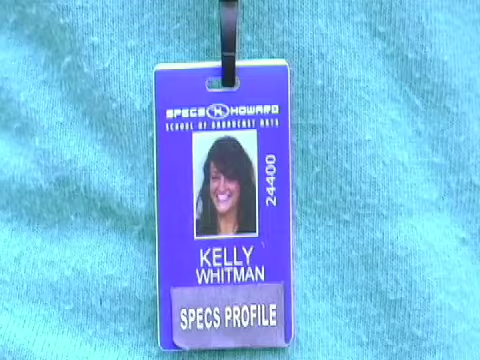 SPECS HOWARD
SCHOOL OF BROADCAST ARTS
24400
KELLY
WHITMAN
SPECS PROFILE